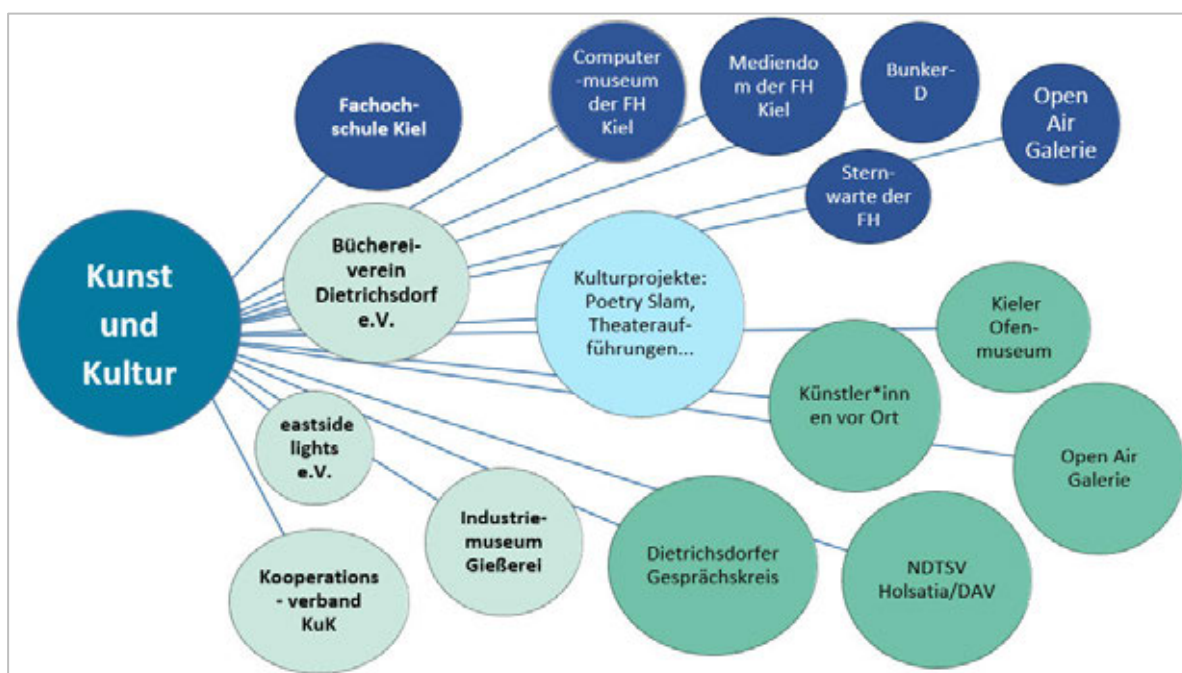 Kunst
und
Kultur
Fachoch-
schule Kiel
Computer
-museum
der FH
Kiel
Mediendo
m der FH
Kiel
Bunker-
D
Open
Air
Galerie
Stern-
warte der
FH
Bücherei-
verein
Dietrichsdorf
e.V.
Kulturprojekte:
Poetry Slam,
Theaterauf-
führungen...
Kieler
Ofen-
museum
Künstler*inn
en vor Ort
Open Air
Galerie
eastside
lights
e.V.
Industrie-
museum
Gießerei
Dietrichsdorfer
Gesprächskreis
NDTSV
Holsatia/DAV
Kooperations
- verband
KuK